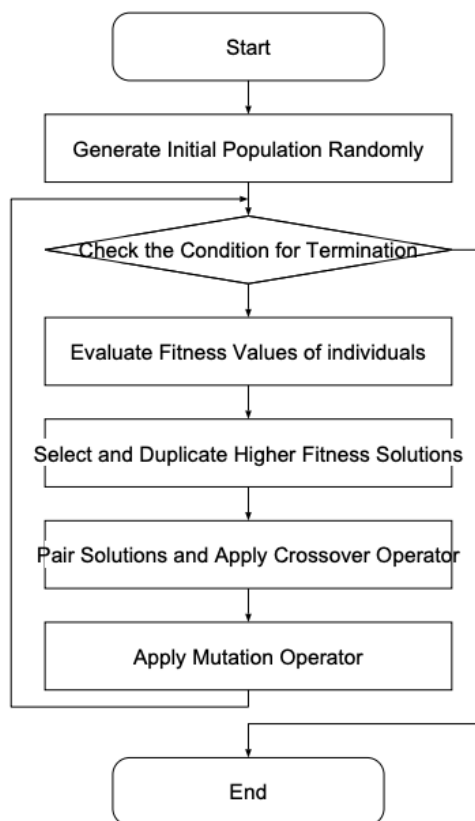 Start
Generate Initial Population Randomly
Check the Condition for Termination
Evaluate Fitness Values of individuals
Select and Duplicate Higher Fitness Solutions
Pair Solutions and Apply Crossover Operator
Apply Mutation Operator
End